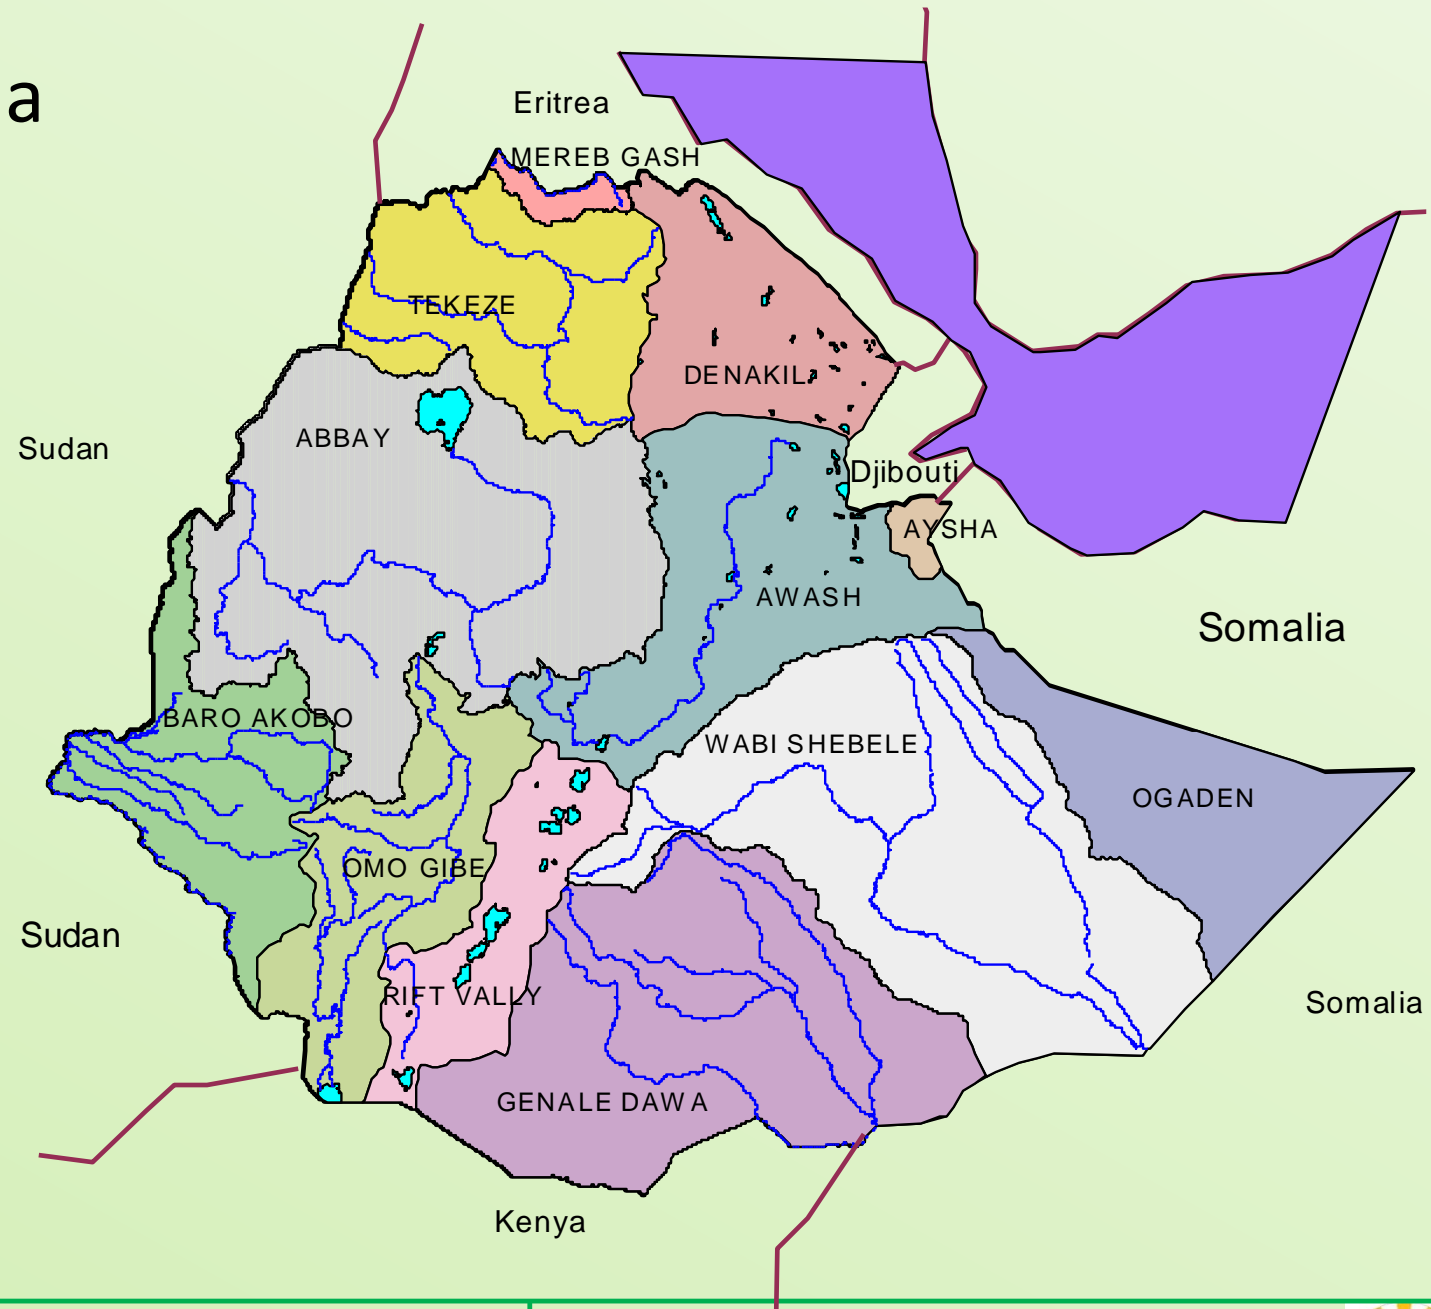 a
Eritrea
MEREB GASH
TEKEZE
DENAKIL
ABBAY
Sudan
Djibouti
AYSHA
AWASH
Somalia
BARO AKOBO
WABI SHEBELE
OGADEN
OMO GIBE
Sudan
RIFT VALLY
Somalia
GENALE DAWA
Kenya